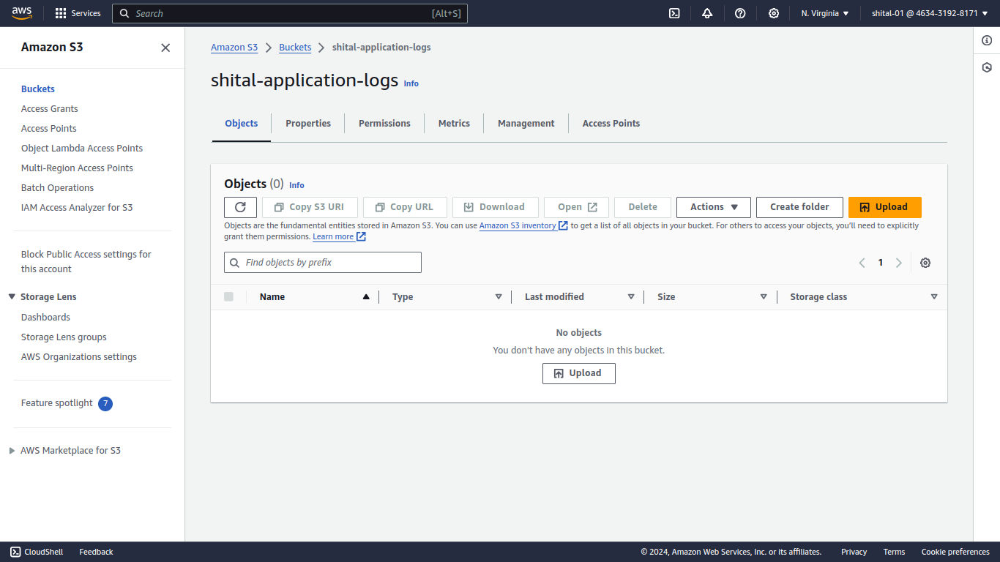 aws Services Search [Alt+S] N. Virginia shital-01 @ 4634-3192-8171
Amazon S3
Buckets
Access Grants
Access Points
Object Lambda Access Points
Multi-Region Access Points
Batch Operations
IAM Access Analyzer for S3
Block Public Access settings for
this account
Storage Lens
Dashboards
Storage Lens groups
AWS Organizations settings
Feature spotlight 7
AWS Marketplace for S3
Amazon S3 Buckets shital-application-logs
shital-application-logs Info
Objects Properties Permissions Metrics Management Access Points
Objects (0) Info
Copy S3 URI Copy URL Download Open Delete Actions Create folder Upload
Objects are the fundamental entities stored in Amazon S3. You can use Amazon S3 inventory to get a list of all objects in your bucket. For others to access your objects, you'll need to explicitly
grant them permissions. Learn more
Find objects by prefix 1
Name Type Last modified Size Storage class
No objects
You don't have any objects in this bucket.
Upload
CloudShell Feedback © 2024, Amazon Web Services, Inc. or its affiliates. Privacy Terms Cookie preferences